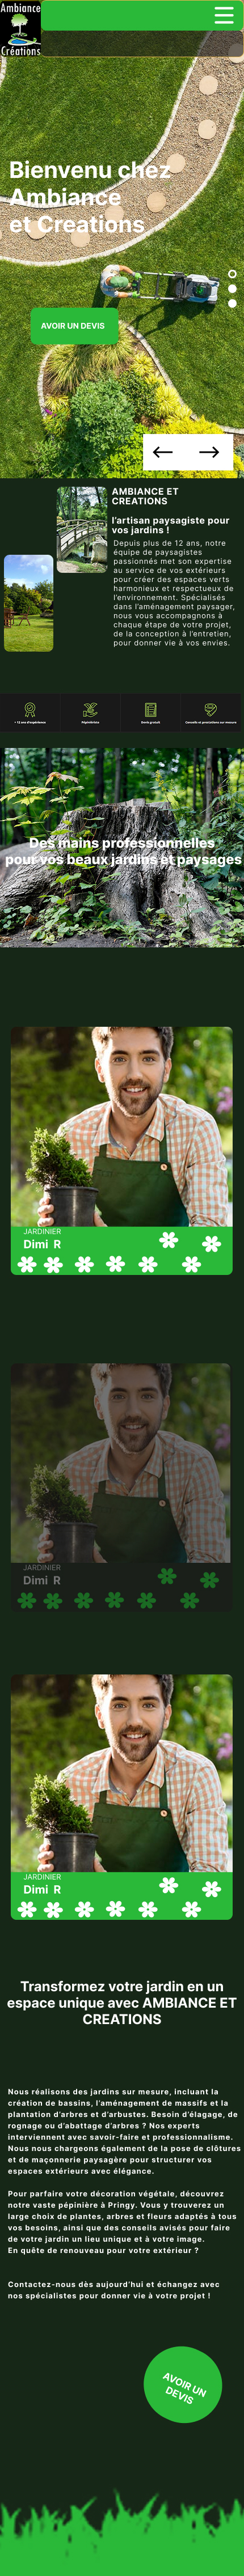 Ambiance
Créations
Bienvenu chez
Ambiance
et Creations
AVOIR UN DEVIS
AMBIANCE ET
CREATIONS
l'artisan paysagiste pour
vos jardins !
Depuis plus de 12 ans, notre
équipe de paysagistes
passionnés met son expertise
au service de vos extérieurs
pour créer des espaces verts
harmonieux et respectueux de
l'environnement. Spécialisés
dans l'aménagement paysager,
nous vous accompagnons à
chaque étape de votre projet,
de la conception à l'entretien,
pour donner vie à vos envies.
+ 12 ans d'expérience.
Pépiniériste
Devis gratuit
Conseils et prestations sur mesure
Des mains professionnelles
pour vos beaux jardins et paysages
JARDINIER
Dimi R
JARDINIER
Dimi R
JARDINIER
Dimi R
Transformez votre jardin en un
espace unique avec AMBIANCE ET
CREATIONS
Nous réalisons des jardins sur mesure, incluant la
création de bassins, l'aménagement de massifs et la
plantation d'arbres et d'arbustes. Besoin d'élagage, de
rognage ou d'abattage d'arbres ? Nos experts
interviennent avec savoir-faire et professionnalisme.
Nous nous chargeons également de la pose de clôtures
et de maçonnerie paysagère pour structurer vos
espaces extérieurs avec élégance.
Pour parfaire votre décoration végétale, découvrez
notre vaste pépinière à Pringy. Vous y trouverez un
large choix de plantes, arbres et fleurs adaptés à tous
vos besoins, ainsi que des conseils avisés pour faire
de votre jardin un lieu unique et à votre image.
En quête de renouveau pour votre extérieur ?
Contactez-nous dès aujourd'hui et échangez avec
nos spécialistes pour donner vie à votre projet !
AVOIR UN
DEVIS